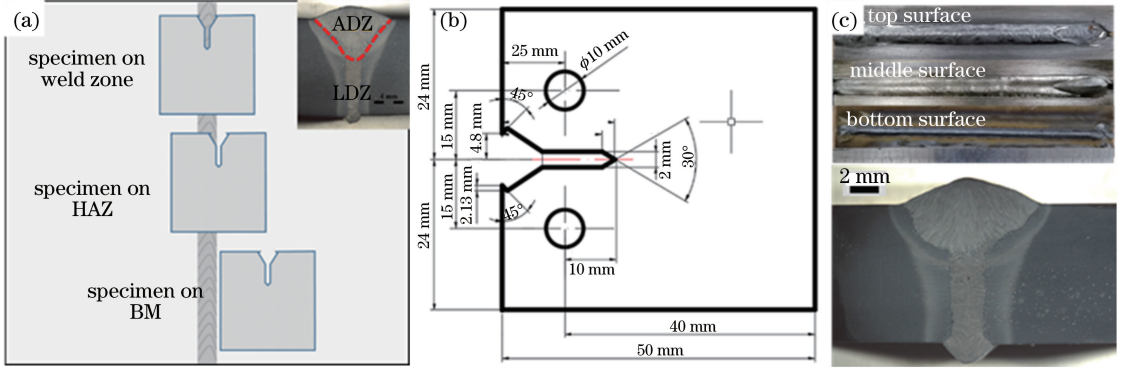 (a)
ADZ
LDZ
specimen on
weld zone
specimen on
HAZ
specimen on
BM
(b)
25 mm
ϕ10 mm
45°
24 mm
15 mm
4.8 mm
2 mm
30°
15 mm
2.13 mm
45°
24 mm
10 mm
40 mm
50 mm
(c)
top surface
middle surface
bottom surface
2 mm